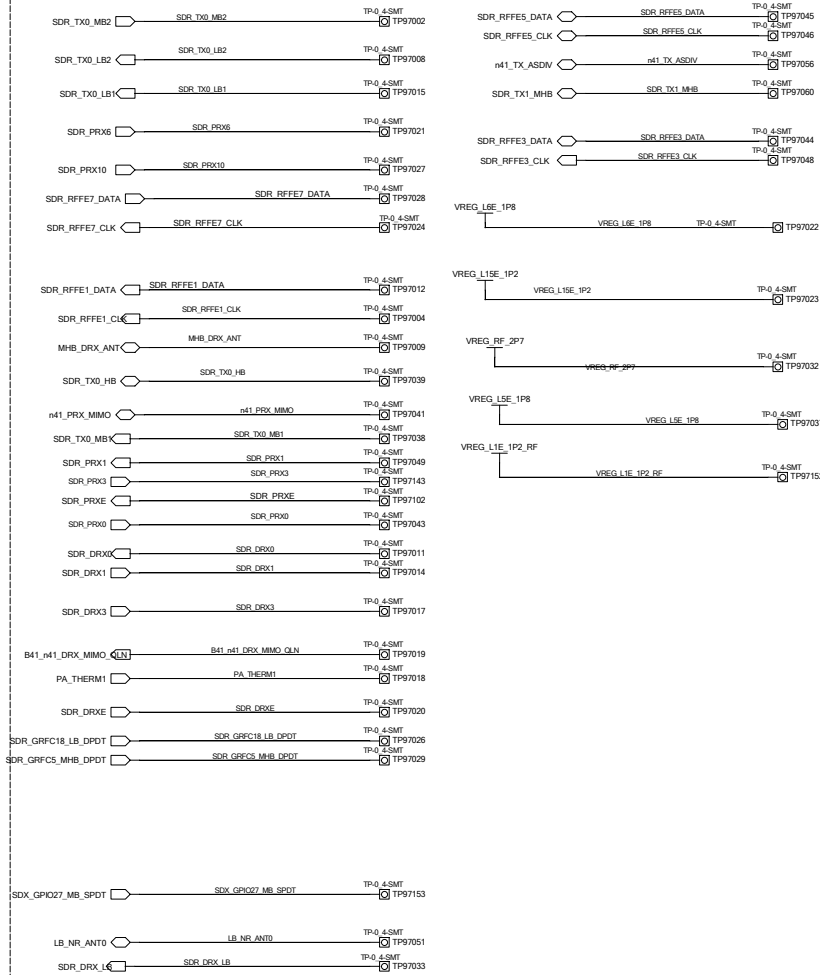 TP-0_4-SMT
SDR_TX0_MB2 SDR_TX0_MB2 TP97002
TP-0_4-SMT
SDR_TX0_LB2 SDR_TX0_LB2 TP97008
TP-0_4-SMT
SDR_TX0_LB1 SDR_TX0_LB1 TP97015
TP-0_4-SMT
SDR_PRX6 SDR_PRX6 TP97021
TP-0_4-SMT
SDR_PRX10 SDR_PRX10 TP97027
TP-0_4-SMT
SDR_RFFE7_DATA SDR_RFFE7_DATA TP97028
TP-0_4-SMT
SDR_RFFE7_CLK SDR_RFFE7_CLK TP97024
TP-0_4-SMT
SDR_RFFE1_DATA SDR_RFFE1_DATA TP97012
TP-0_4-SMT
SDR_RFFE1_CLK SDR_RFFE1_CLK TP97004
TP-0_4-SMT
MHB_DRX_ANT MHB_DRX_ANT TP97009
TP-0_4-SMT
SDR_TX0_HB SDR_TX0_HB TP97039
TP-0_4-SMT
n41_PRX_MIMO n41_PRX_MIMO TP97041
TP-0_4-SMT
SDR_TX0_MB1 SDR_TX0_MB1 TP97038
TP-0_4-SMT
SDR_PRX1 SDR_PRX1 TP97049
TP-0_4-SMT
SDR_PRX3 SDR_PRX3 TP97143
TP-0_4-SMT
SDR_PRXE SDR_PRXE TP97102
TP-0_4-SMT
SDR_PRX0 SDR_PRX0 TP97043
TP-0_4-SMT
SDR_DRX0 SDR_DRX0 TP97011
TP-0_4-SMT
SDR_DRX1 SDR_DRX1 TP97014
TP-0_4-SMT
SDR_DRX3 SDR_DRX3 TP97017
TP-0_4-SMT
B41_n41_DRX_MIMO_QLN B41_n41_DRX_MIMO_QLN TP97019
TP-0_4-SMT
PA_THERM1 PA_THERM1 TP97018
TP-0_4-SMT
SDR_DRXE SDR_DRXE TP97020
TP-0_4-SMT
SDR_GRFC18_LB_DPDT SDR_GRFC18_LB_DPDT TP97026
TP-0_4-SMT
SDR_GRFC5_MHB_DPDT SDR_GRFC5_MHB_DPDT TP97029
TP-0_4-SMT
SDX_GPIO27_MB_SPDT SDX_GPIO27_MB_SPDT TP97153
TP-0_4-SMT
LB_NR_ANT0 LB_NR_ANT0 TP97051
TP-0_4-SMT
SDR_DRX_LB SDR_DRX_LB TP97033
TP-0_4-SMT
SDR_RFFE5_DATA SDR_RFFE5_DATA TP97045
TP-0_4-SMT
SDR_RFFE5_CLK SDR_RFFE5_CLK TP97046
TP-0_4-SMT
n41_TX_ASDIV n41_TX_ASDIV TP97056
TP-0_4-SMT
SDR_TX1_MHB SDR_TX1_MHB TP97060
TP-0_4-SMT
SDR_RFFE3_DATA SDR_RFFE3_DATA TP97044
TP-0_4-SMT
SDR_RFFE3_CLK SDR_RFFE3_CLK TP97048
VREG_L6E_1P8
VREG_L6E_1P8 TP-0_4-SMT TP97022
VREG_L15E_1P2
TP-0_4-SMT
VREG_L15E_1P2 TP97023
VREG_RF_2P7
TP-0_4-SMT
VREG_RF_2P7 TP97032
VREG_L5E_1P8
TP-0_4-SMT
VREG_L5E_1P8 TP9703
VREG_L1E_1P2_RF
TP-0_4-SMT
VREG_L1E_1P2_RF TP97152